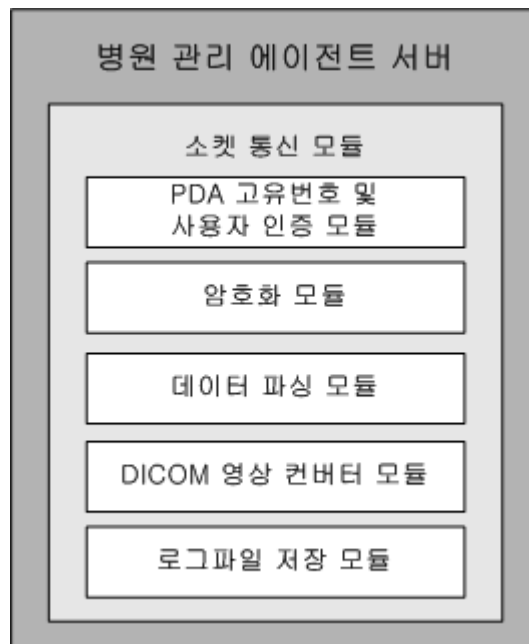 병원 관리 에이전트 서버
소켓 통신 모듈
PDA 고유번호 및
사용자 인증 모듈
암호화 모듈
데이터 파싱 모듈
DICOM 영상 컨버터 모듈
로그파일 저장 모듈